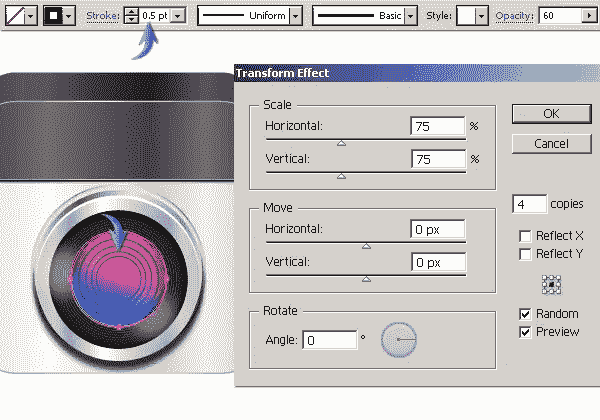 Stroke: 0.5 pt Uniform Basic Style: Opacity: 60
Transform Effect
Scale
Horizontal: 75 %
Vertical: 75 %
OK
Cancel
4 copies
Move
Horizontal: 0 px
Vertical: 0 px
Reflect X
Reflect Y
Random
Preview
Rotate
Angle: 0 °